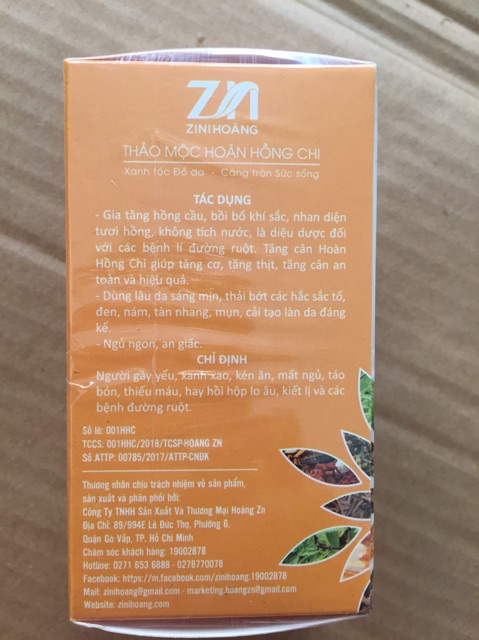 ZN
ZINIHOÀNG
THẢO MỘC HOÀN HỒNG CHI
Xanh tóc Đỏ da - Căng tràn Sức sống
TÁC DỤNG
- Gia tăng hồng cầu, bồi bổ khí sắc, nhan diện
tươi hồng, không tích nước, là diệu dược đối
với các bệnh lí đường ruột. Tăng cân Hoàn
Hồng Chi giúp tăng cơ, tăng thịt, tăng cân an
toàn và hiệu quả.
- Dùng lâu da sáng mịn, thải bớt các hắc sắc tố,
đen, nám, tàn nhang, mụn, cải tạo làn da đáng
kể.
- Ngủ ngon, an giấc.
CHỈ ĐỊNH
Người gầy yếu, xanh xao, kén ăn, mất ngủ, táo
bón, thiếu máu, hay hồi hộp lo âu, kiết lị và các
bệnh đường ruột.
Số lô: 001HHC
TCCS: 001HHC/2018/TCSP-HOANG ZN
Số ATTP: 00785/2017/ATTP-CNĐK
Thương nhân chịu trách nhiệm về sản phẩm,
sản xuất và phân phối bởi:
Công Ty TNHH Sản Xuất Và Thương Mại Hoàng Zn
Địa Chỉ: 89/994E Lê Đức Thọ, Phường 6,
Quận Gò Vấp, TP. Hồ Chí Minh
Chăm sóc khách hàng: 19002878
Hotline: 0271 653 6888 - 0278770078
Facebook: https://m.facebook.com/zinihoang.19002878
Mail: zinihoang@gmail.com - marketing.hoangzn@gmail.com
Website: zinihoang.com